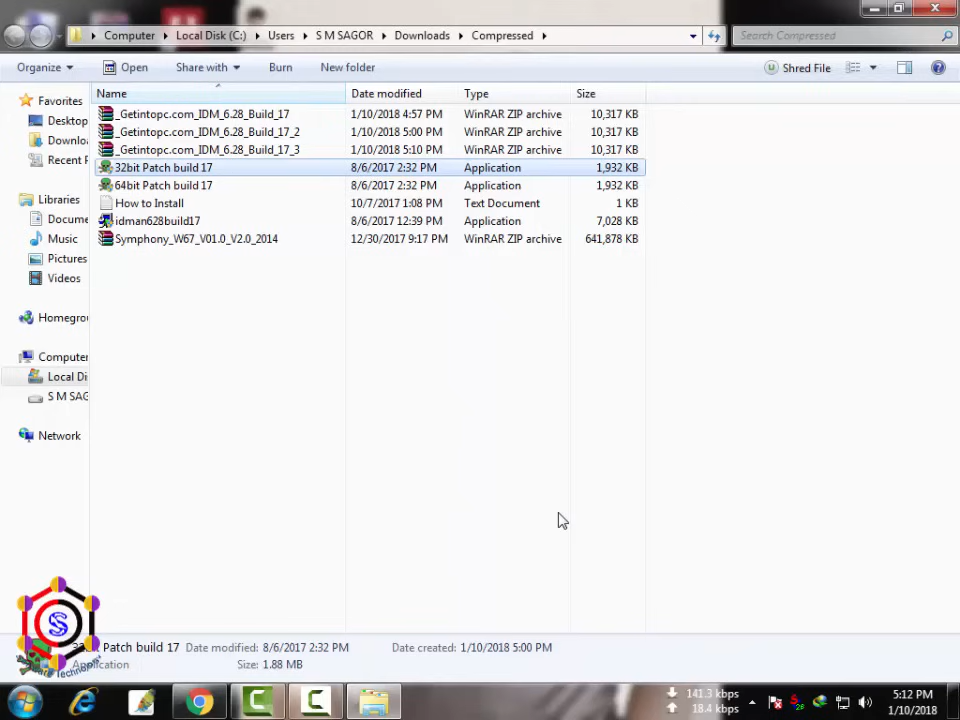 Computer Local Disk (C:) Users S M SAGOR Downloads Compressed Search Compressed
Organize Open Share with Burn New folder Shred File
Favorites
Desktop
Downlo
Recent P
Libraries
Docume
Music
Pictures
Videos
Homegro
Computer
Local Di
S M SAG
Network
Name Date modified Type Size
_Getintopc.com_IDM_6.28_Build_17 1/10/2018 4:57 PM WinRAR ZIP archive 10,317 KB
_Getintopc.com_IDM_6.28_Build_17_2 1/10/2018 5:00 PM WinRAR ZIP archive 10,317 KB
_Getintopc.com_IDM_6.28_Build_17_3 1/10/2018 5:10 PM WinRAR ZIP archive 10,317 KB
32bit Patch build 17 8/6/2017 2:32 PM Application 1,932 KB
64bit Patch build 17 8/6/2017 2:32 PM Application 1,932 KB
How to Install 10/7/2017 1:08 PM Text Document 1 KB
idman628build17 8/6/2017 12:39 PM Application 7,028 KB
Symphony_W67_V01.0_V2.0_2014 12/30/2017 9:17 PM WinRAR ZIP archive 641,878 KB
S
Patch build 17 Date modified: 8/6/2017 2:32 PM Date created: 1/10/2018 5:00 PM
Application Size: 1.88 MB
141.3 kbps
18.4 kbps
5:12 PM
1/10/2018